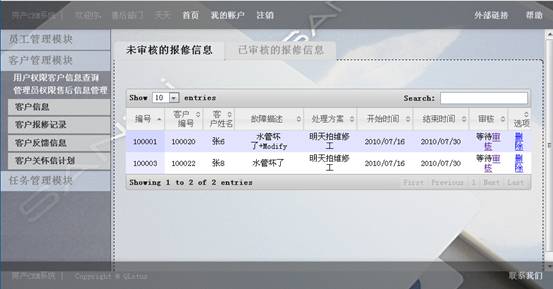 房产CRM系统 | 欢迎你, 售后部门 天天 首页 我的账户 注销 外部链接 帮助
员工管理模块
客户管理模块
用户权限客户信息查询
管理员权限售后信息管理
客户信息
客户报修记录
客户反馈信息
客户关怀信计划
任务管理模块
未审核的报修信息 已审核的报修信息
Show 10 entries Search:
编号 客户编号 客户姓名 故障描述 处理方案 开始时间 结束时间 审核 选项
100001 100020 张6 水管坏了+Modify 明天拍维修工 2010/07/16 2010/07/30 等待审核 删除
100003 100022 张8 水管坏了 明天拍维修工 2010/07/16 2010/07/30 等待审核 删除
Showing 1 to 2 of 2 entries First Previous 1 Next Last
房产CRM系统 | Copyright © QLstus 联系我们